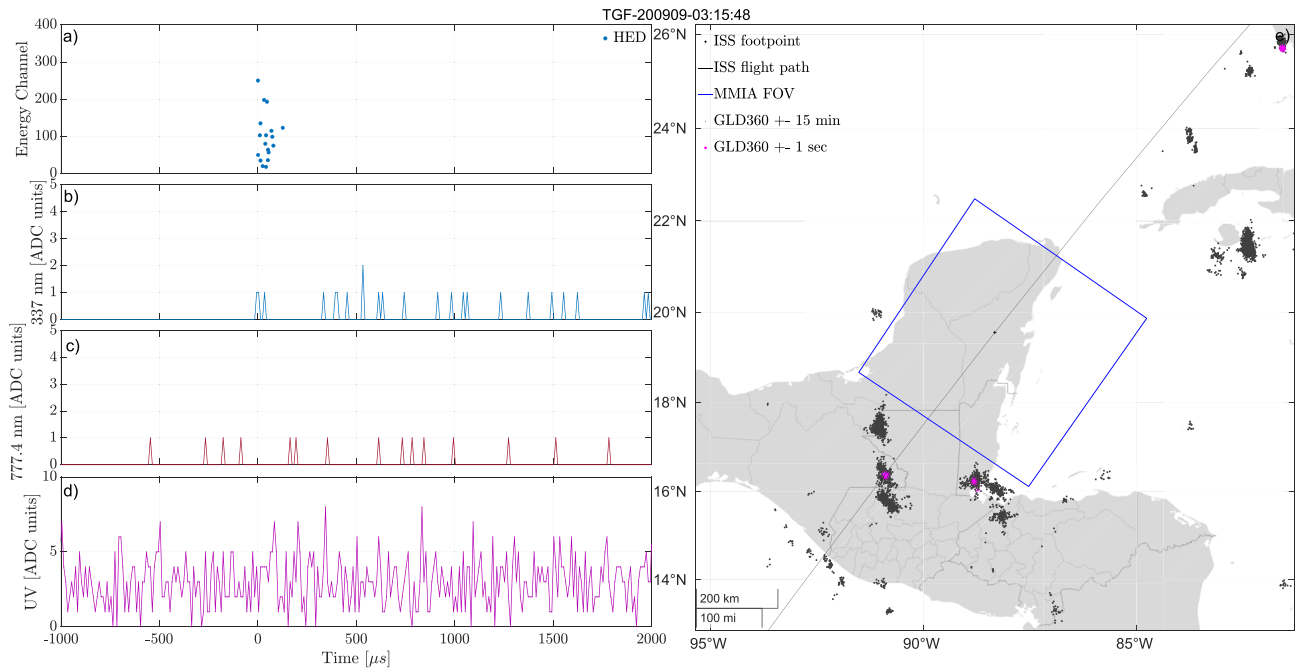 TGF-200909-03:15:48
a)
HED
Energy Channel
400
300
200
100
0
b)
337 nm [ADC units]
5
4
3
2
1
0
c)
777.4 nm [ADC units]
5
4
3
2
1
0
d)
UV [ADC units]
10
5
0
-1000
-500
0
500
1000
1500
2000
Time [µs]
e)
ISS footpoint
ISS flight path
MMIA FOV
GLD360 +- 15 min
GLD360 +- 1 sec
26°N
24°N
22°N
20°N
18°N
16°N
14°N
200 km
100 mi
95°W
90°W
85°W